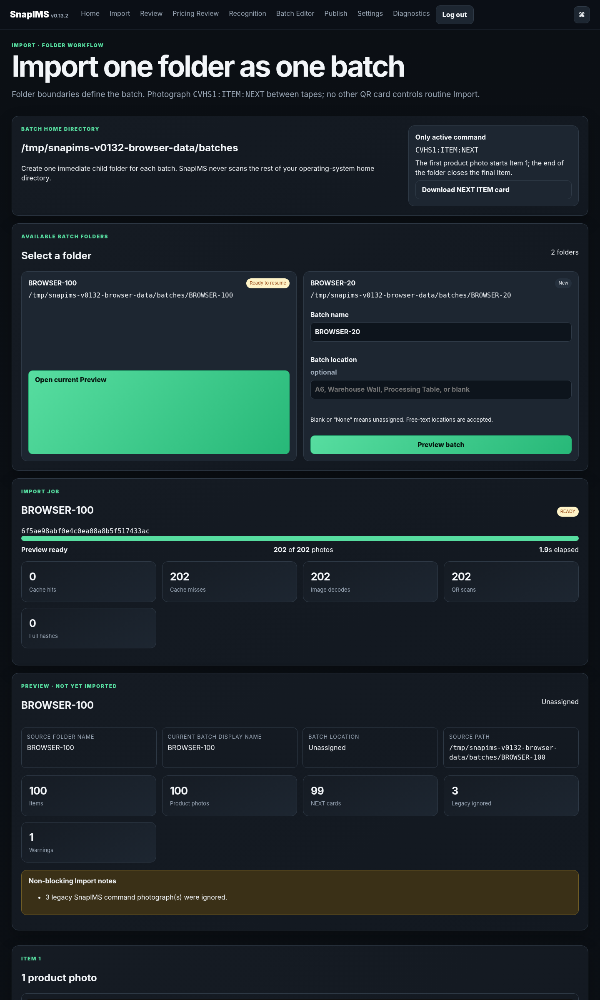 SnapIMS v0.13.2 Home Import Review Pricing Review Recognition Batch Editor Publish Settings Diagnostics Log out ⌘
IMPORT · FOLDER WORKFLOW
Import one folder as one batch
Folder boundaries define the batch. Photograph CVHS1:ITEM:NEXT between tapes; no other QR card controls routine Import.
BATCH HOME DIRECTORY
/tmp/snapims-v0132-browser-data/batches
Create one immediate child folder for each batch. SnapIMS never scans the rest of your operating-system home
directory.
Only active command
CVHS1:ITEM:NEXT
The first product photo starts Item 1; the end of
the folder closes the final Item.
Download NEXT ITEM card
AVAILABLE BATCH FOLDERS
Select a folder
2 folders
BROWSER-100
Ready to resume
/tmp/snapims-v0132-browser-data/batches/BROWSER-100
Open current Preview
BROWSER-20
New
/tmp/snapims-v0132-browser-data/batches/BROWSER-20
Batch name
BROWSER-20
Batch location
optional
A6, Warehouse Wall, Processing Table, or blank
Blank or “None” means unassigned. Free-text locations are accepted.
Preview batch
IMPORT JOB
BROWSER-100
READY
6f5ae98abf0e4c0ea08a8b5f517433ac
Preview ready
202 of 202 photos
1.9s elapsed
0
Cache hits
202
Cache misses
202
Image decodes
202
QR scans
0
Full hashes
PREVIEW · NOT YET IMPORTED
BROWSER-100
Unassigned
SOURCE FOLDER NAME
BROWSER-100
CURRENT BATCH DISPLAY NAME
BROWSER-100
BATCH LOCATION
Unassigned
SOURCE PATH
/tmp/snapims-v0132-browser-
data/batches/BROWSER-100
100
Items
100
Product photos
99
NEXT cards
3
Legacy ignored
1
Warnings
Non-blocking Import notes
• 3 legacy SnapIMS command photograph(s) were ignored.
ITEM 1
1 product photo